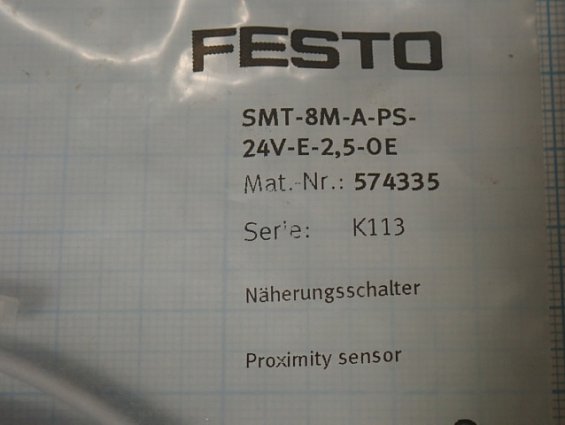 FESTO
SMT-8M-A-PS-
24V-E-2,5-OE
Mat.-Nr.: 574335
Serie: K113
Näherungsschalter
Proximity sensor